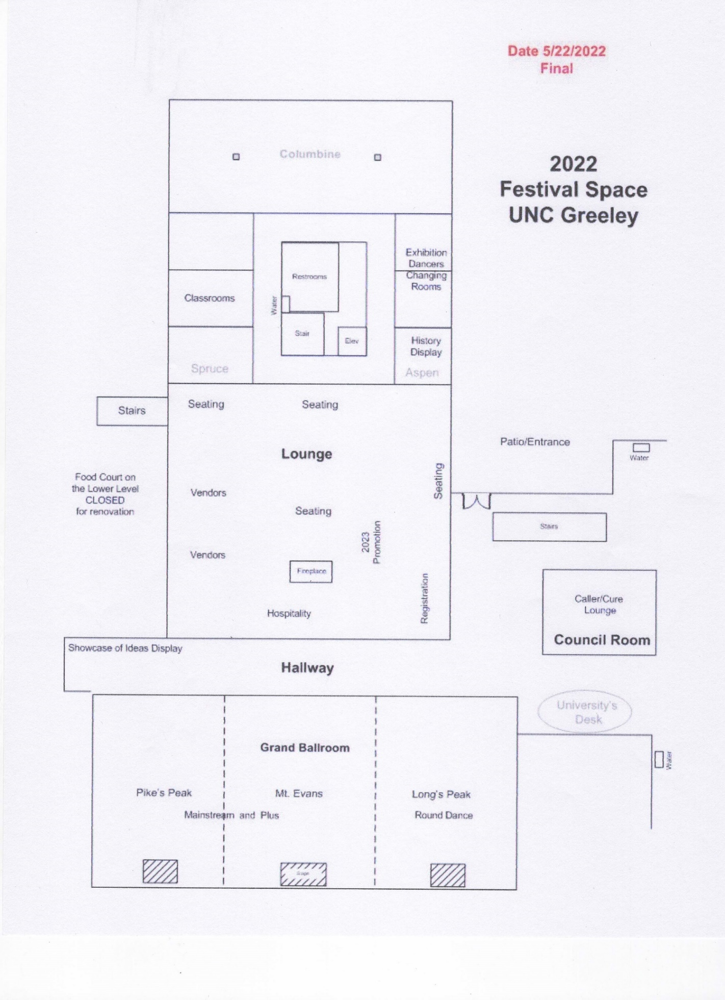 Date 5/22/2022
Final
2022
Festival Space
UNC Greeley
Columbine
Exhibition
Dancers
Changing
Rooms
Restrooms
Classrooms
Water
Stair
Elev
History
Display
Spruce
Aspen
Stairs
Seating
Seating
Lounge
Patio/Entrance
Water
Food Court on
the Lower Level
CLOSED
for renovation
Vendors
Seating
Seating
Stairs
2023
Promotion
Vendors
Fireplace
Registration
Hospitality
Caller/Cure
Lounge
Council Room
Showcase of Ideas Display
Hallway
University's
Desk
Grand Ballroom
Water
Pike's Peak
Mt. Evans
Long's Peak
Mainstream and Plus
Round Dance